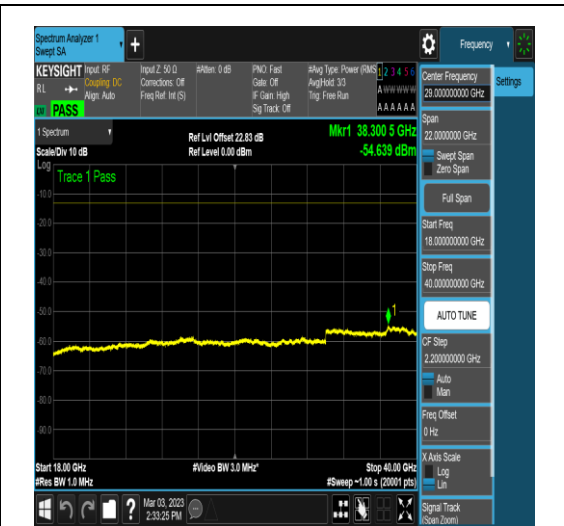 Spectrum Analyzer 1
Swept SA
+
Frequency
KEYSIGHT
RL
PASS
Input: RF
Coupling: DC
Align: Auto
Input Z: 50 Ω
Corrections: Off
Freq Ref: Int (S)
#Atten: 0 dB
PNO: Fast
Gate: Off
IF Gain: High
Sig Track: Off
#Avg Type: Power (RMS)
Avg|Hold: 3/3
Trig: Free Run
1 2 3 4 5 6
A W W W W W
A A A A A A
1 Spectrum
Scale/Div 10 dB
Ref Lvl Offset 22.83 dB
Ref Level 0.00 dBm
Mkr1 38.300 5 GHz
-54.639 dBm
Log
Trace 1 Pass
-10.0
-20.0
-30.0
-40.0
-50.0
-60.0
-70.0
-80.0
-90.0
1
Start 18.00 GHz
#Res BW 1.0 MHz
#Video BW 3.0 MHz*
Stop 40.00 GHz
#Sweep ~1.00 s (20001 pts)
?
Mar 03, 2023
2:33:25 PM
Center Frequency
29.000000000 GHz
Settings
Span
22.0000000 GHz
Swept Span
Zero Span
Full Span
Start Freq
18.000000000 GHz
Stop Freq
40.000000000 GHz
AUTO TUNE
CF Step
2.200000000 GHz
Auto
Man
Freq Offset
0 Hz
X Axis Scale
Log
Lin
Signal Track
(Span Zoom)